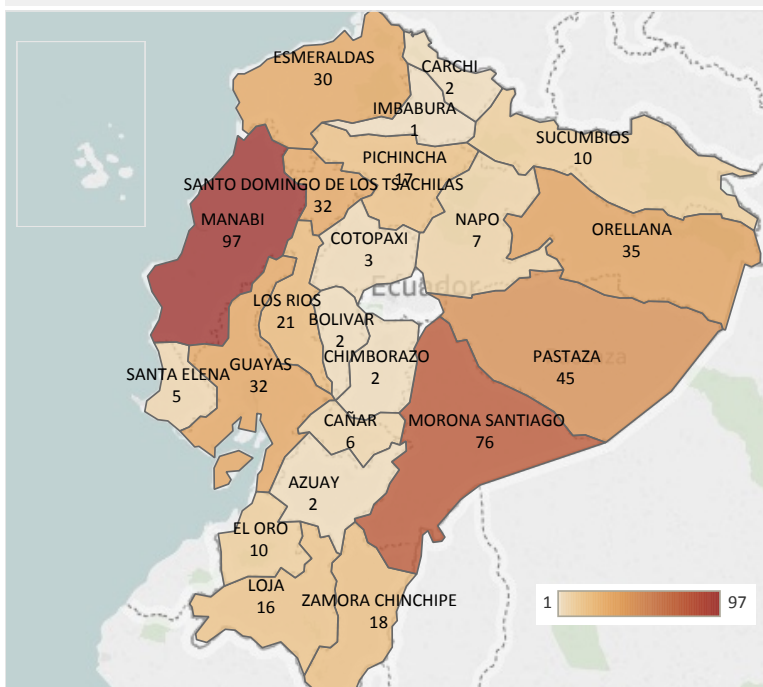 ESMERALDAS
30
CARCHI
2
IMBABURA
1
SUCUMBIOS
10
PICHINCHA
17
SANTO DOMINGO DE LOS TSACHILAS
32
MANABI
97
NAPO
7
ORELLANA
35
COTOPAXI
3
Ecuador
LOS RIOS
21
BOLIVAR
2
CHIMBORAZO
2
GUAYAS
32
SANTA ELENA
5
PASTAZA
45
CAÑAR
6
MORONA SANTIAGO
76
AZUAY
2
EL ORO
10
LOJA
16
ZAMORA CHINCHIPE
18
1 97